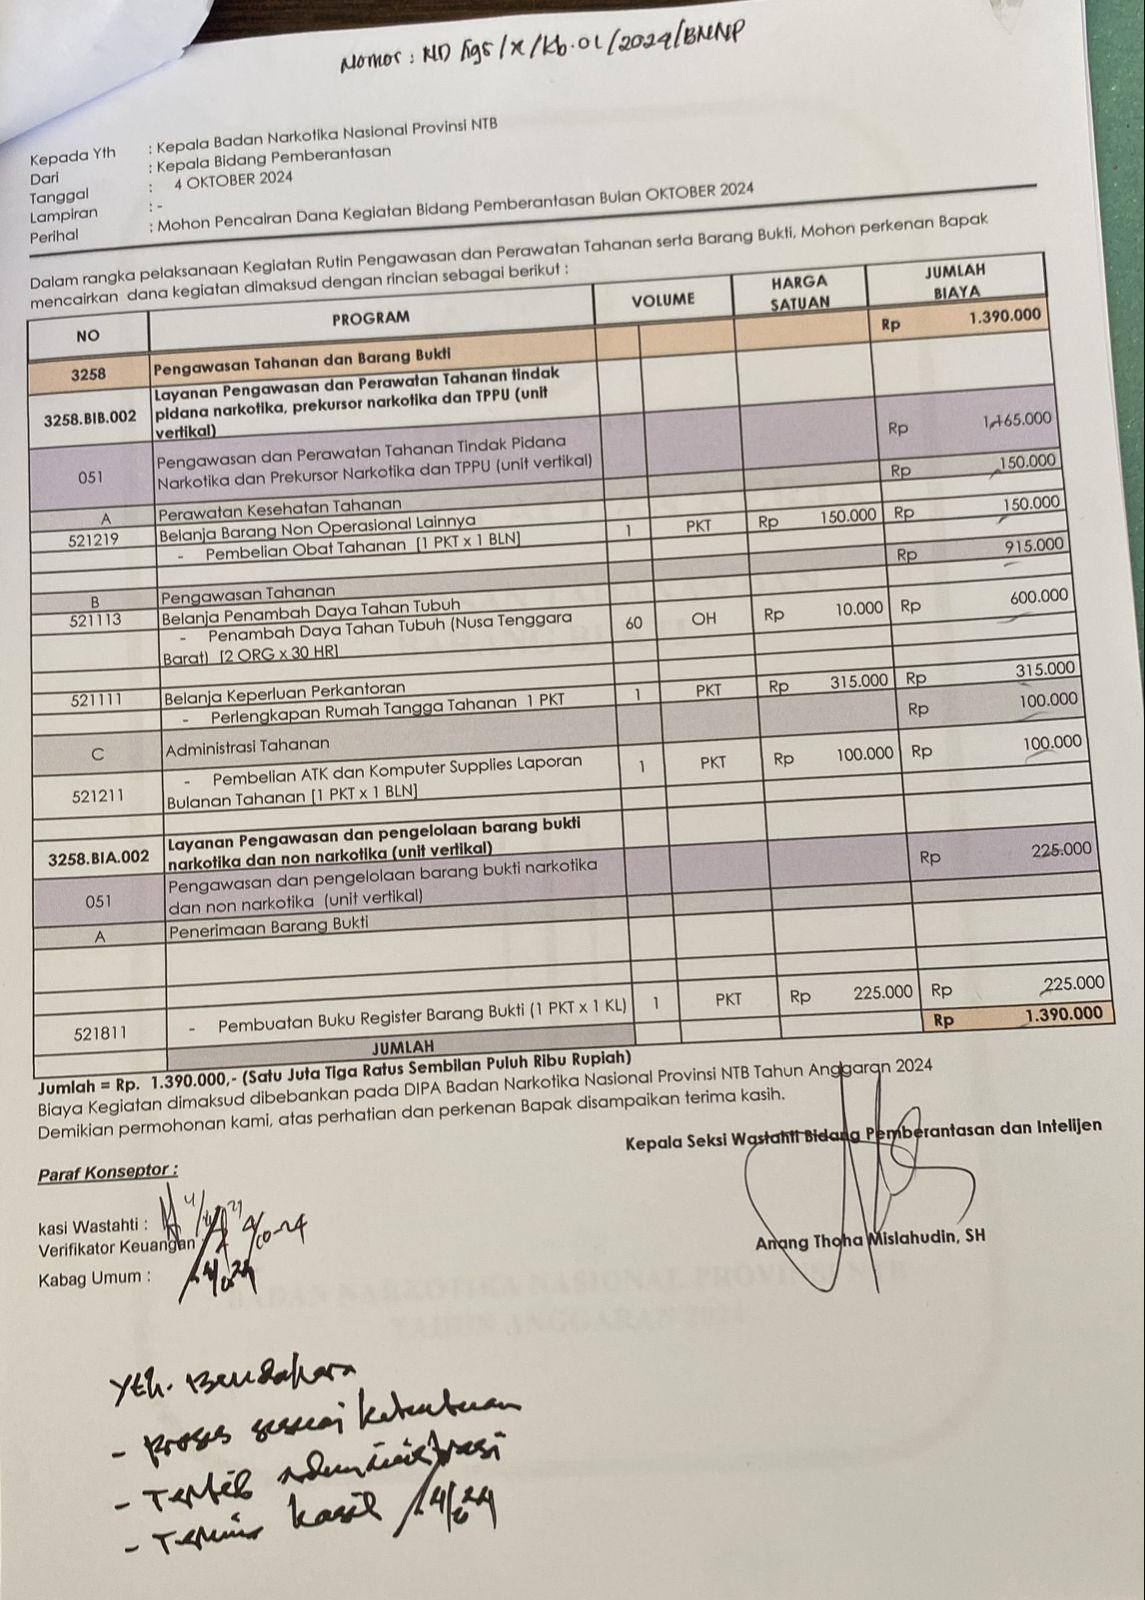 Nomor : ND /X/Kb.01/2024/BNNP
Kepada Yth : Kepala Badan Narkotika Nasional Provinsi NTB
Dari : Kepala Bidang Pemberantasan
Tanggal : 4 OKTOBER 2024
Lampiran : -
Perihal : Mohon Pencairan Dana Kegiatan Bidang Pemberantasan Bulan OKTOBER 2024
Dalam rangka pelaksanaan Kegiatan Rutin Pengawasan dan Perawatan Tahanan serta Barang Bukti, Mohon perkenan Bapak
mencairkan dana kegiatan dimaksud dengan rincian sebagai berikut :
NO PROGRAM VOLUME HARGA SATUAN JUMLAH BIAYA
3258 Pengawasan Tahanan dan Barang Bukti Rp 1.390.000
3258.BIB.002 Layanan Pengawasan dan Perawatan Tahanan tindak
pidana narkotika, prekursor narkotika dan TPPU (unit
vertikal)
051 Pengawasan dan Perawatan Tahanan Tindak Pidana Rp 1,165.000
Narkotika dan Prekursor Narkotika dan TPPU (unit vertikal)
A Perawatan Kesehatan Tahanan Rp 150.000
521219 Belanja Barang Non Operasional Lainnya 1 PKT Rp 150.000 Rp 150.000
- Pembelian Obat Tahanan [1 PKT x 1 BLN]
B Pengawasan Tahanan Rp 915.000
521113 Belanja Penambah Daya Tahan Tubuh
- Penambah Daya Tahan Tubuh (Nusa Tenggara 60 OH Rp 10.000 Rp 600.000
Barat) [2 ORG x 30 HR]
521111 Belanja Keperluan Perkantoran 1 PKT Rp 315.000 Rp 315.000
- Perlengkapan Rumah Tangga Tahanan 1 PKT
C Administrasi Tahanan Rp 100.000
521211 - Pembelian ATK dan Komputer Supplies Laporan 1 PKT Rp 100.000 Rp 100.000
Bulanan Tahanan [1 PKT x 1 BLN]
3258.BIA.002 Layanan Pengawasan dan pengelolaan barang bukti
narkotika dan non narkotika (unit vertikal)
051 Pengawasan dan pengelolaan barang bukti narkotika Rp 225.000
dan non narkotika (unit vertikal)
A Penerimaan Barang Bukti
521811 - Pembuatan Buku Register Barang Bukti (1 PKT x 1 KL) 1 PKT Rp 225.000 Rp 225.000
JUMLAH Rp 1.390.000
Jumlah = Rp. 1.390.000,- (Satu Juta Tiga Ratus Sembilan Puluh Ribu Rupiah)
Biaya Kegiatan dimaksud dibebankan pada DIPA Badan Narkotika Nasional Provinsi NTB Tahun Anggaran 2024
Demikian permohonan kami, atas perhatian dan perkenan Bapak disampaikan terima kasih.
Kepala Seksi Wastahti Bidang Pemberantasan dan Intelijen
Paraf Konseptor :
kasi Wastahti :
Verifikator Keuangan
Kabag Umum :
Anang Thoha Mislahudin, SH
Yth. Bendahara
- Proses sesuai ketentuan
- Tertib administrasi
- Terima kasih